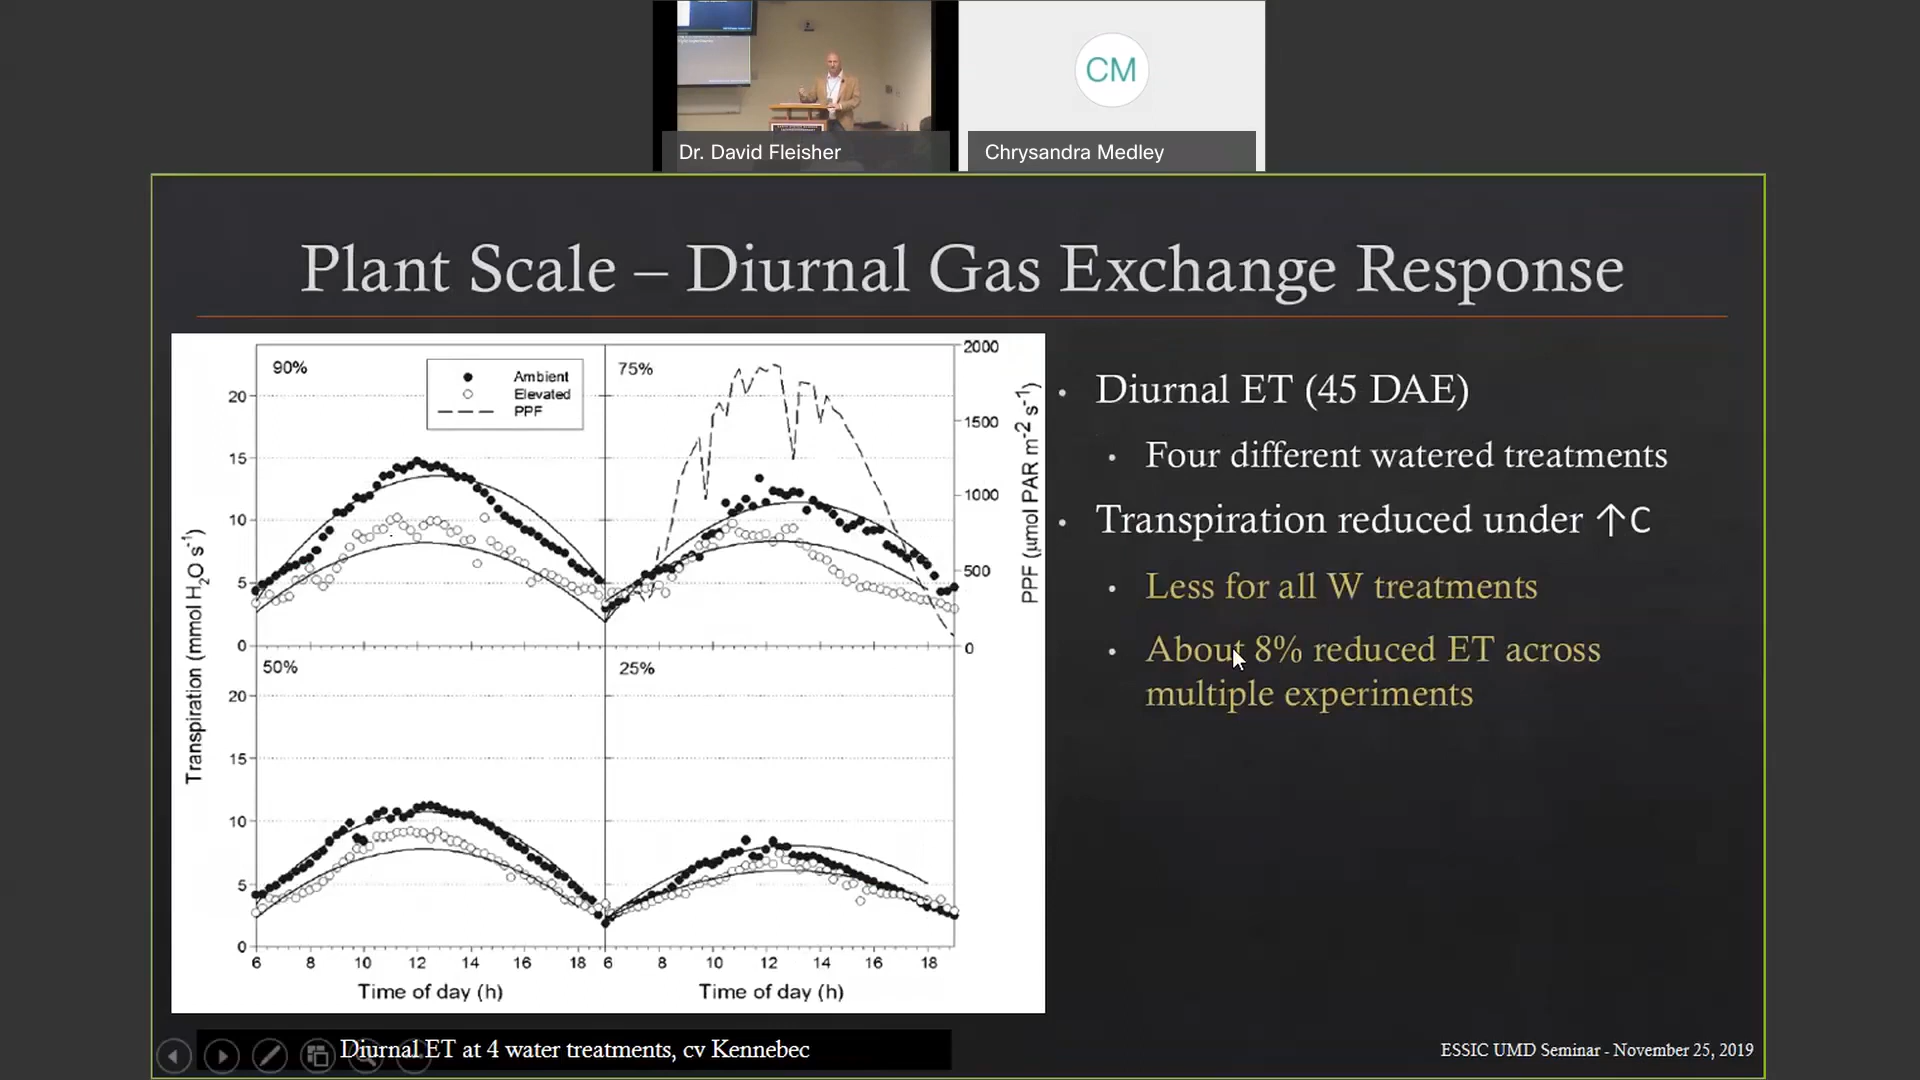 CM
Dr. David Fleisher
Chrysandra Medley
Plant Scale – Diurnal Gas Exchange Response
90%
Ambient
Elevated
PPF
75%
2000
1500
1000
500
0
PPF (µmol PAR m-2 s-1)
20
15
10
5
0
Transpiration (mmol H2O s-1)
50%
25%
20
15
10
5
0
6 8 10 12 14 16 18 6 8 10 12 14 16 18
Time of day (h) Time of day (h)
• Diurnal ET (45 DAE)
• Four different watered treatments
• Transpiration reduced under ↑C
• Less for all W treatments
• About 8% reduced ET across
multiple experiments
Diurnal ET at 4 water treatments, cv Kennebec
ESSIC UMD Seminar - November 25, 2019